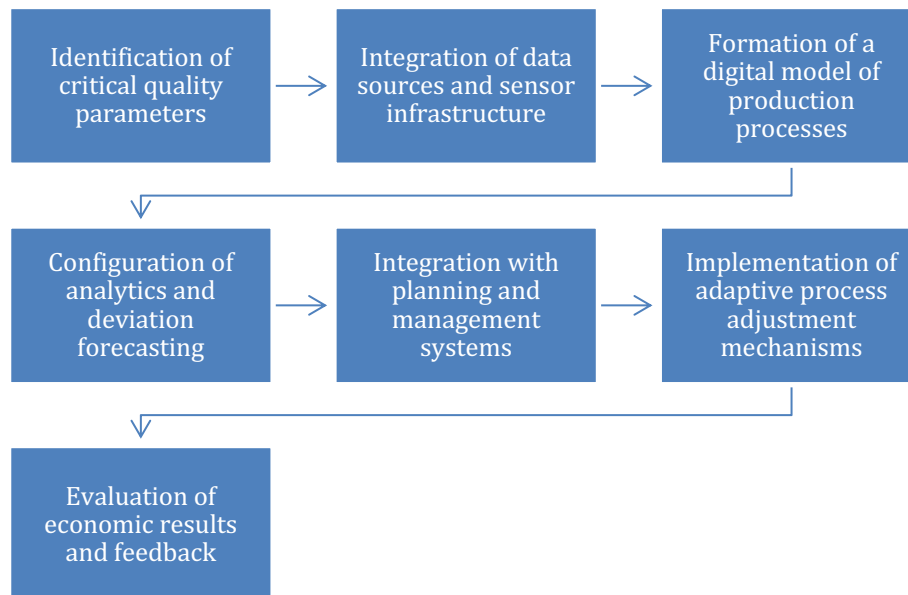 Identification of
critical quality
parameters
Integration of data
sources and sensor
infrastructure
Formation of a
digital model of
production
processes
Configuration of
analytics and
deviation
forecasting
Integration with
planning and
management
systems
Implementation of
adaptive process
adjustment
mechanisms
Evaluation of
economic results
and feedback